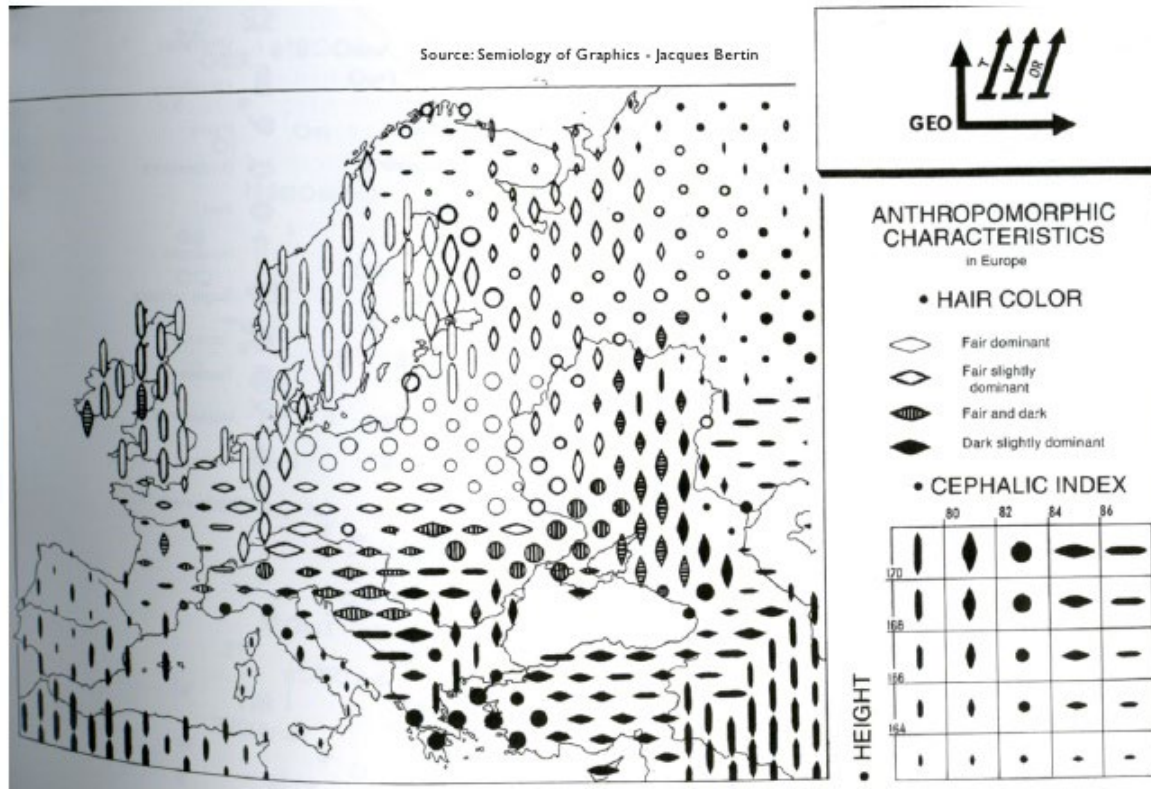 Source: Semiology of Graphics - Jacques Bertin
T V OR
GEO
ANTHROPOMORPHIC
CHARACTERISTICS
in Europe
• HAIR COLOR
Fair dominant
Fair slightly
dominant
Fair and dark
Dark slightly dominant
• CEPHALIC INDEX
80 82 84 86
170
168
166
164
• HEIGHT